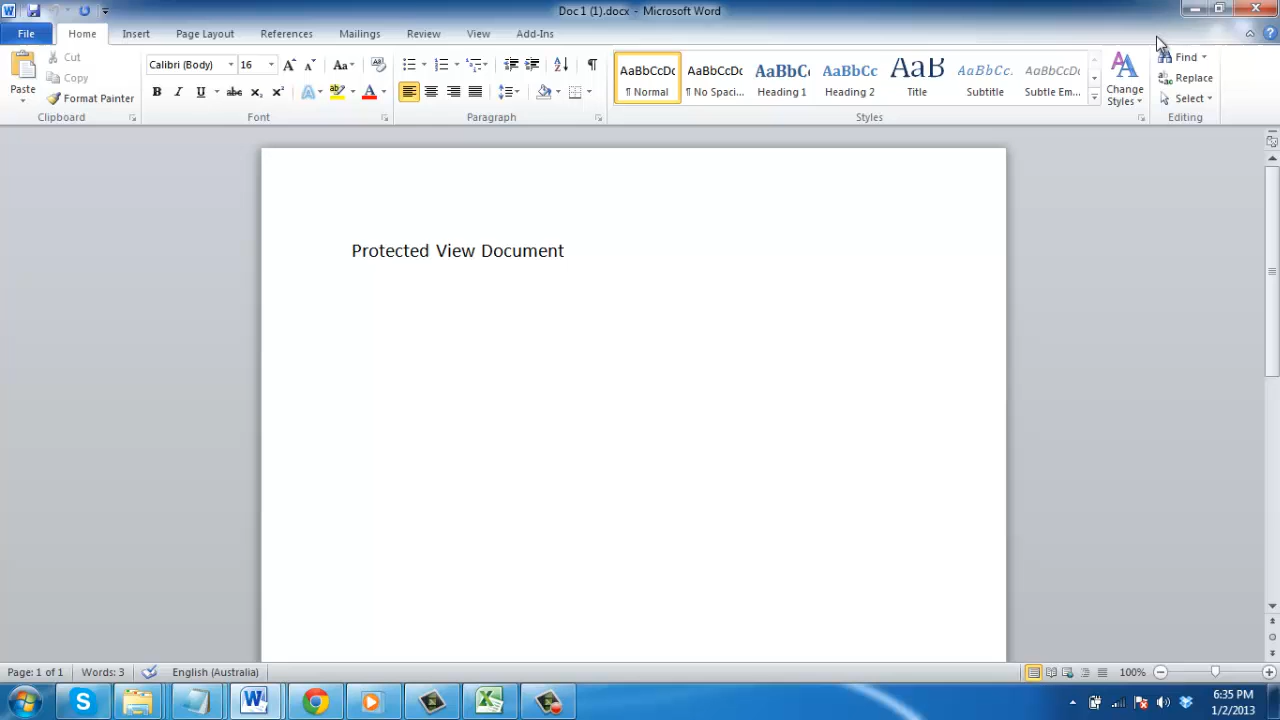 Doc 1 (1).docx - Microsoft Word
File Home Insert Page Layout References Mailings Review View Add-Ins
Paste
Cut
Copy
Format Painter
Clipboard
Calibri (Body) 16
Font
Paragraph
AaBbCcDc AaBbCcDc AaBbC AaBbCc AaB AaBbCc. AaBbCcDc
¶ Normal ¶ No Spaci... Heading 1 Heading 2 Title Subtitle Subtle Em...
Change
Styles
Styles
Find
Replace
Select
Editing
Protected View Document
Page: 1 of 1 Words: 3 English (Australia) 100%
6:35 PM
1/2/2013